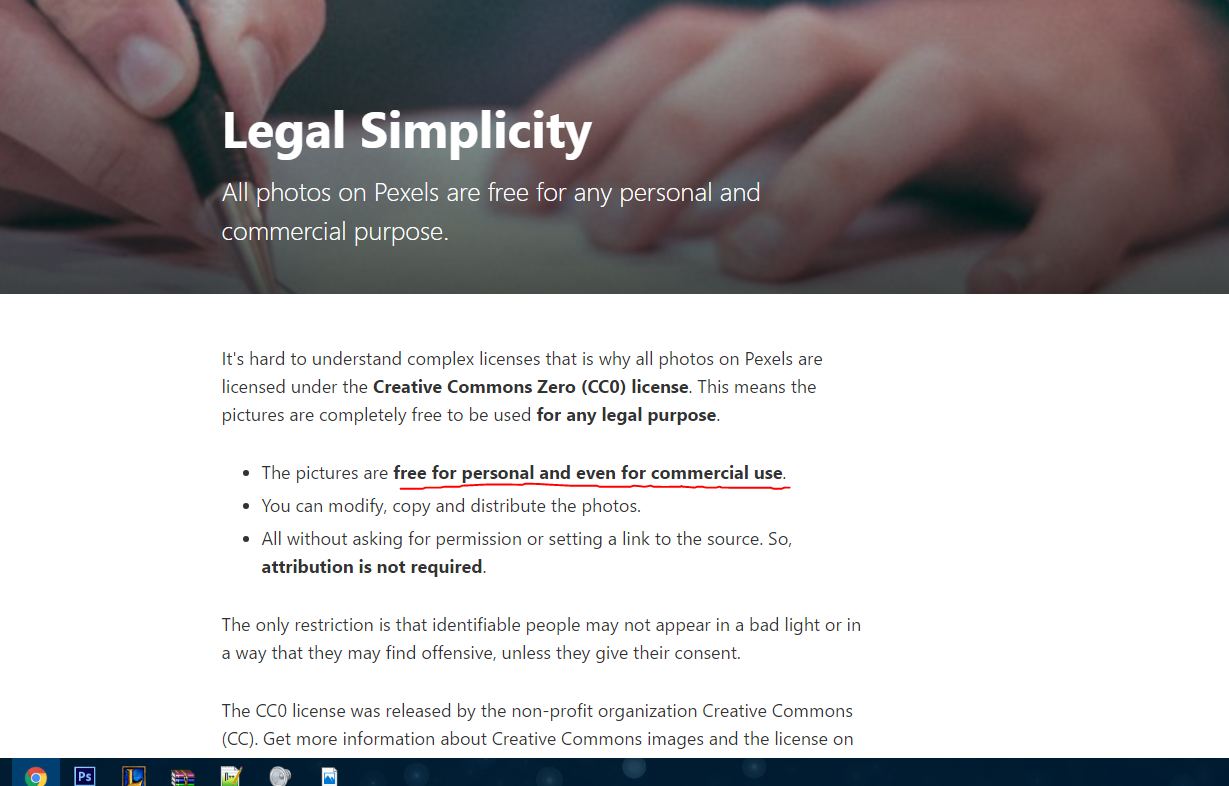 Legal Simplicity
All photos on Pexels are free for any personal and
commercial purpose.
It's hard to understand complex licenses that is why all photos on Pexels are
licensed under the Creative Commons Zero (CC0) license. This means the
pictures are completely free to be used for any legal purpose.
• The pictures are free for personal and even for commercial use.
• You can modify, copy and distribute the photos.
• All without asking for permission or setting a link to the source. So,
attribution is not required.
The only restriction is that identifiable people may not appear in a bad light or in
a way that they may find offensive, unless they give their consent.
The CC0 license was released by the non-profit organization Creative Commons
(CC). Get more information about Creative Commons images and the license on
Ps